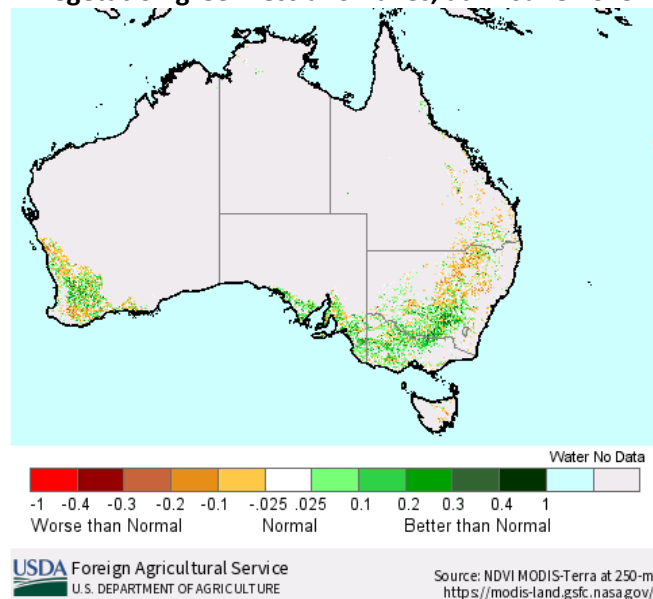 Water No Data
-1 -0.4 -0.3 -0.2 -0.1 -.025 .025 0.1 0.2 0.3 0.4 1
Worse than Normal Normal Better than Normal
USDA Foreign Agricultural Service
U.S. DEPARTMENT OF AGRICULTURE
Source: NDVI MODIS-Terra at 250-m
https://modis-land.gsfc.nasa.gov/